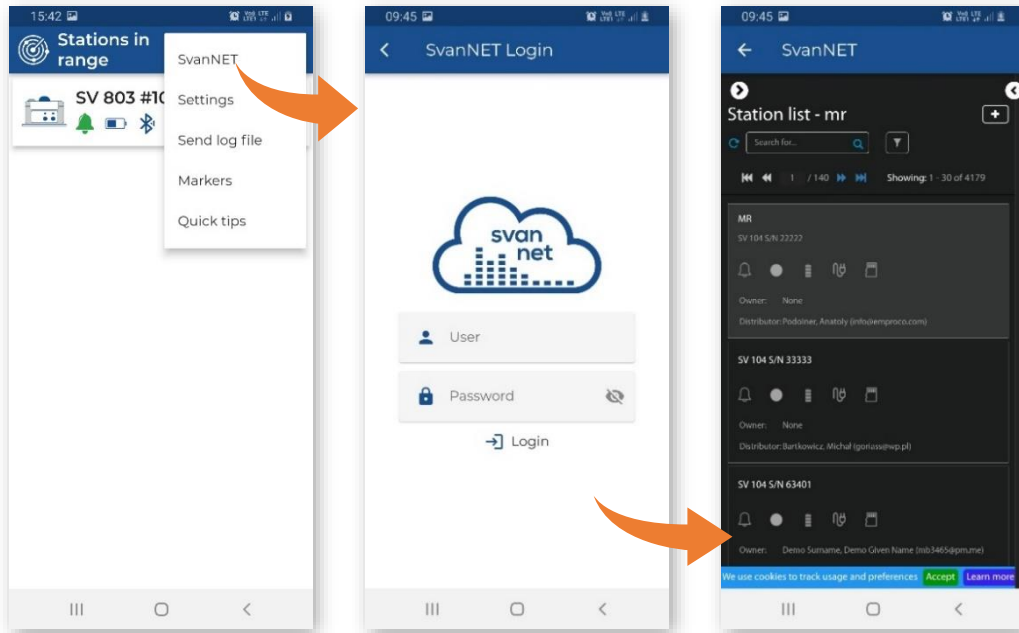 15:42
Stations in
range
SV 803 #10
SvanNET
Settings
Send log file
Markers
Quick tips
09:45
SvanNET Login
svan
net
User
Password
Login
09:45
SvanNET
Station list - mr
Search for...
1 / 140 Showing: 1 - 30 of 4179
MR
SV 104 S/N 22222
Owner: None
Distributor: Podolner, Anatoly (info@emproco.com)
SV 104 S/N 33333
Owner: None
Distributor: Bartkowicz, Michał (goriass@wp.pl)
SV 104 S/N 63401
Owner: Demo Surname, Demo Given Name (mb3465@pm.me)
We use cookies to track usage and preferences Accept Learn more